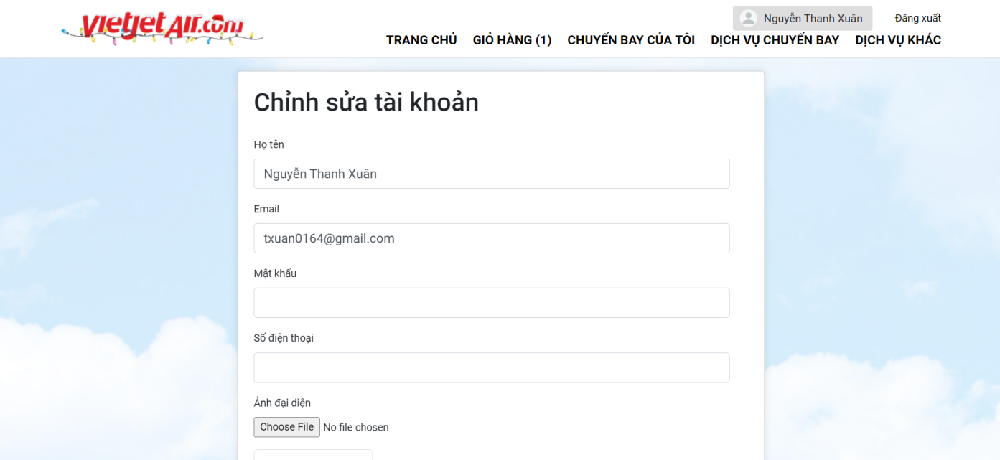 vietjet Air.com
Nguyễn Thanh Xuân
Đăng xuất
TRANG CHỦ GIỎ HÀNG (1) CHUYẾN BAY CỦA TÔI DỊCH VỤ CHUYẾN BAY DỊCH VỤ KHÁC
Chỉnh sửa tài khoản
Họ tên
Nguyễn Thanh Xuân
Email
txuan0164@gmail.com
Mật khẩu
Số điện thoại
Ảnh đại diện
Choose File No file chosen